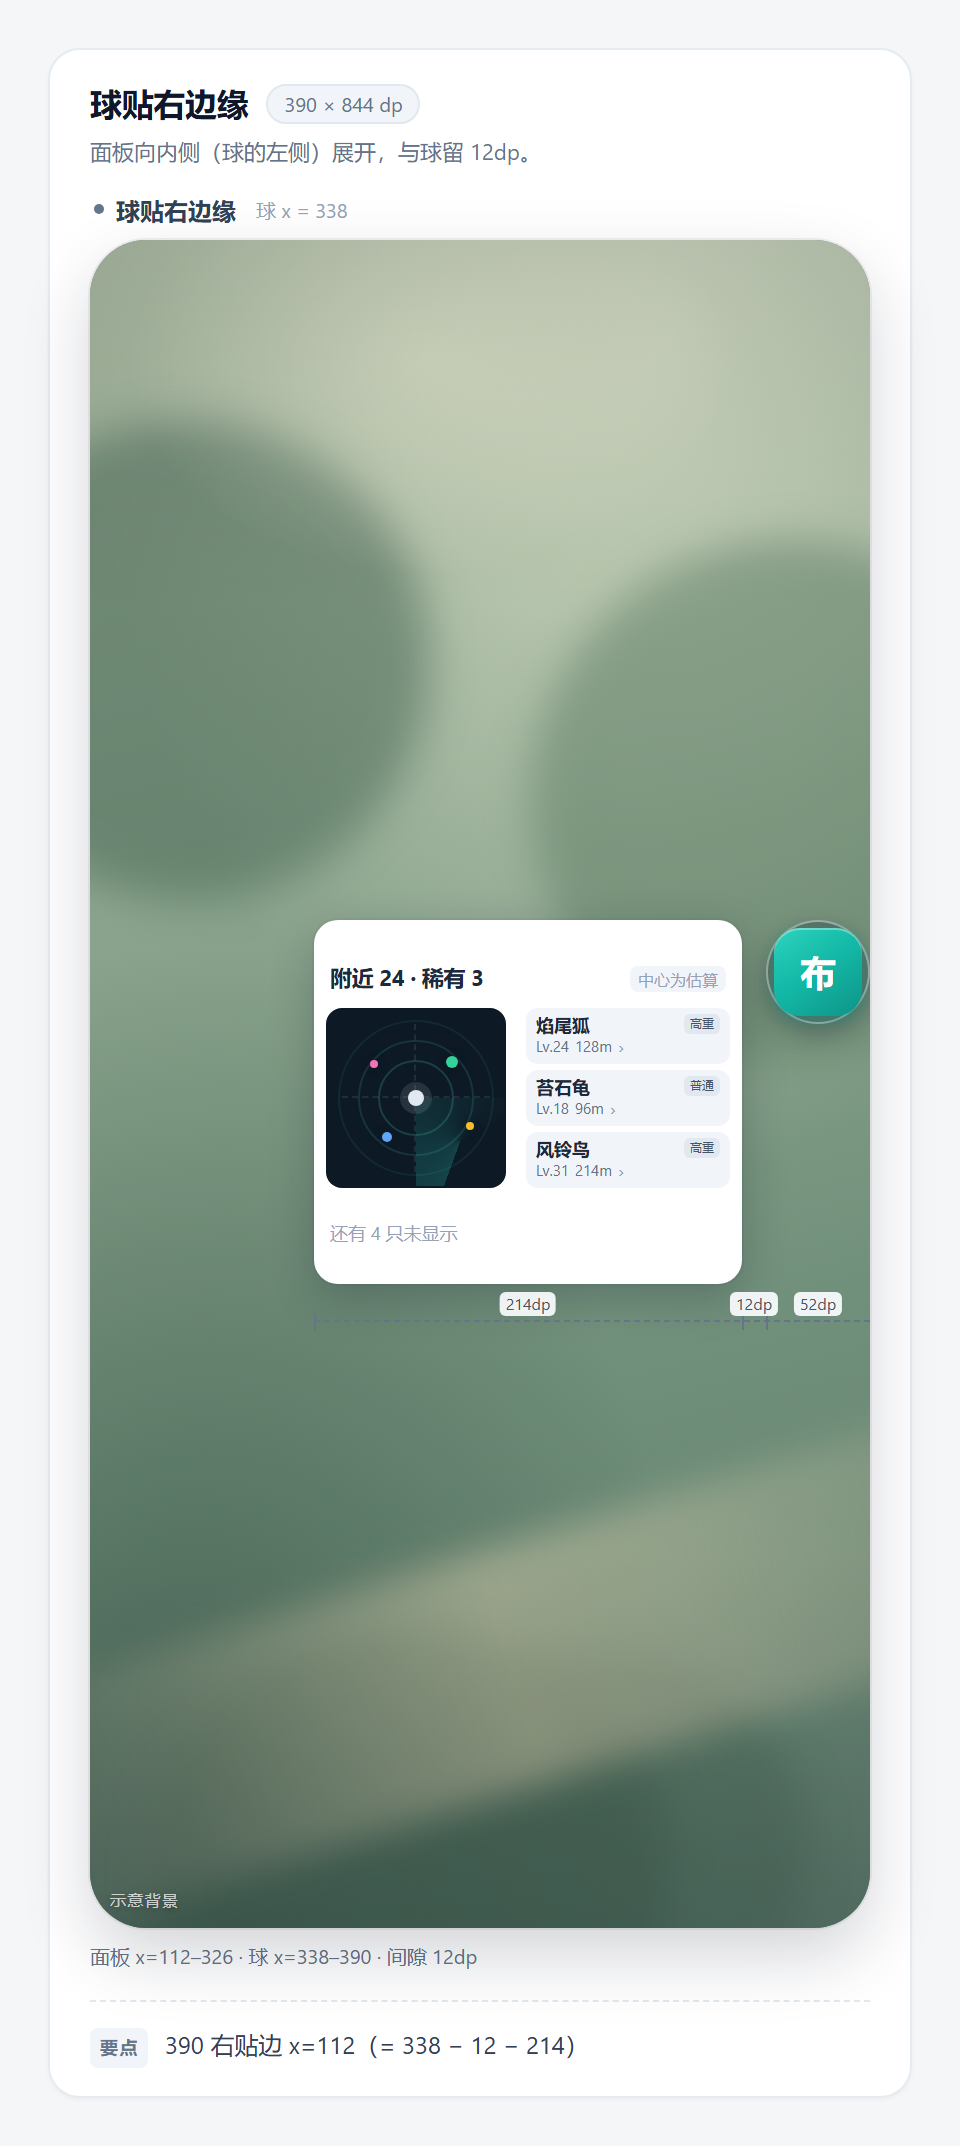 球贴右边缘 390 × 844 dp
面板向内侧（球的左侧）展开，与球留 12dp。
球贴右边缘 球 x = 338
附近 24 · 稀有 3 中心为估算
布
焰尾狐 高重
Lv.24 128m ›
苔石龟 普通
Lv.18 96m ›
风铃鸟 高重
Lv.31 214m ›
还有 4 只未显示
214dp 12dp 52dp
示意背景
面板 x=112–326 · 球 x=338–390 · 间隙 12dp
要点 390 右贴边 x=112（= 338 − 12 − 214）